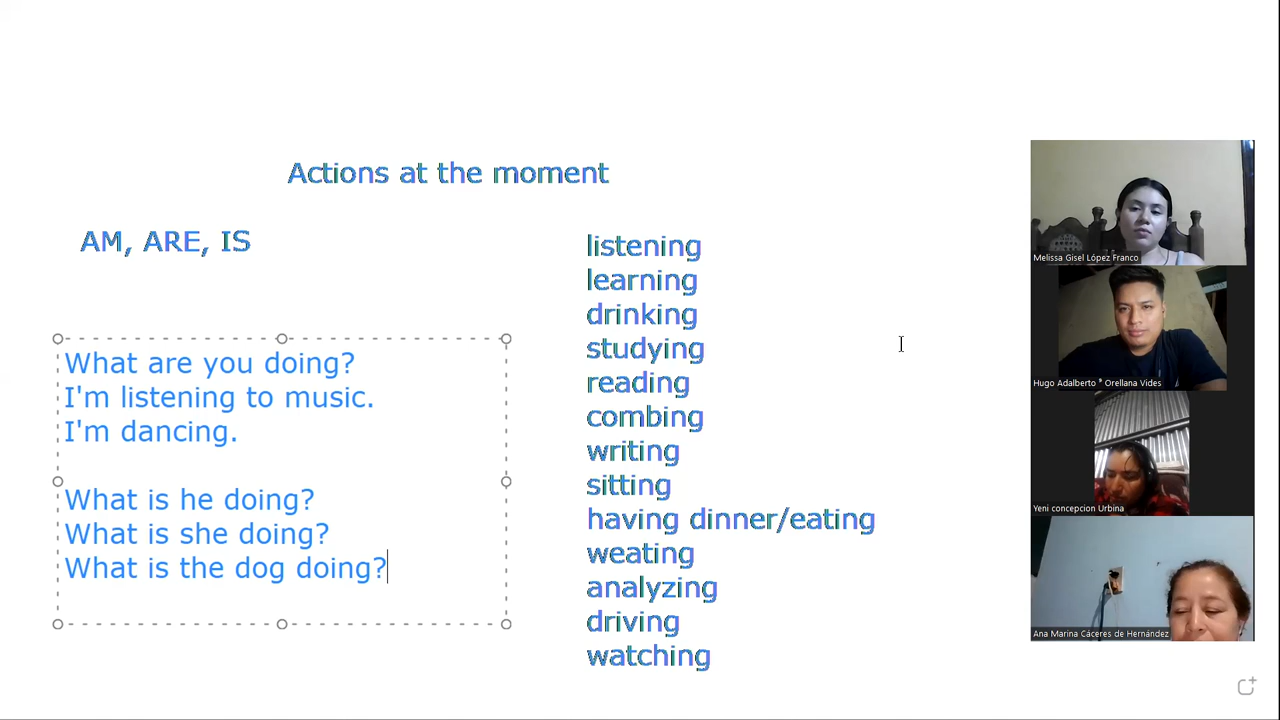 Actions at the moment
AM, ARE, IS
What are you doing?
I'm listening to music.
I'm dancing.
What is he doing?
What is she doing?
What is the dog doing?
listening
learning
drinking
studying
reading
combing
writing
sitting
having dinner/eating
weating
analyzing
driving
watching
Melissa Gisel López Franco
Hugo Adalberto " Orellana Vides
Yeni concepcion Urbina
Ana Marina Cáceres de Hernández